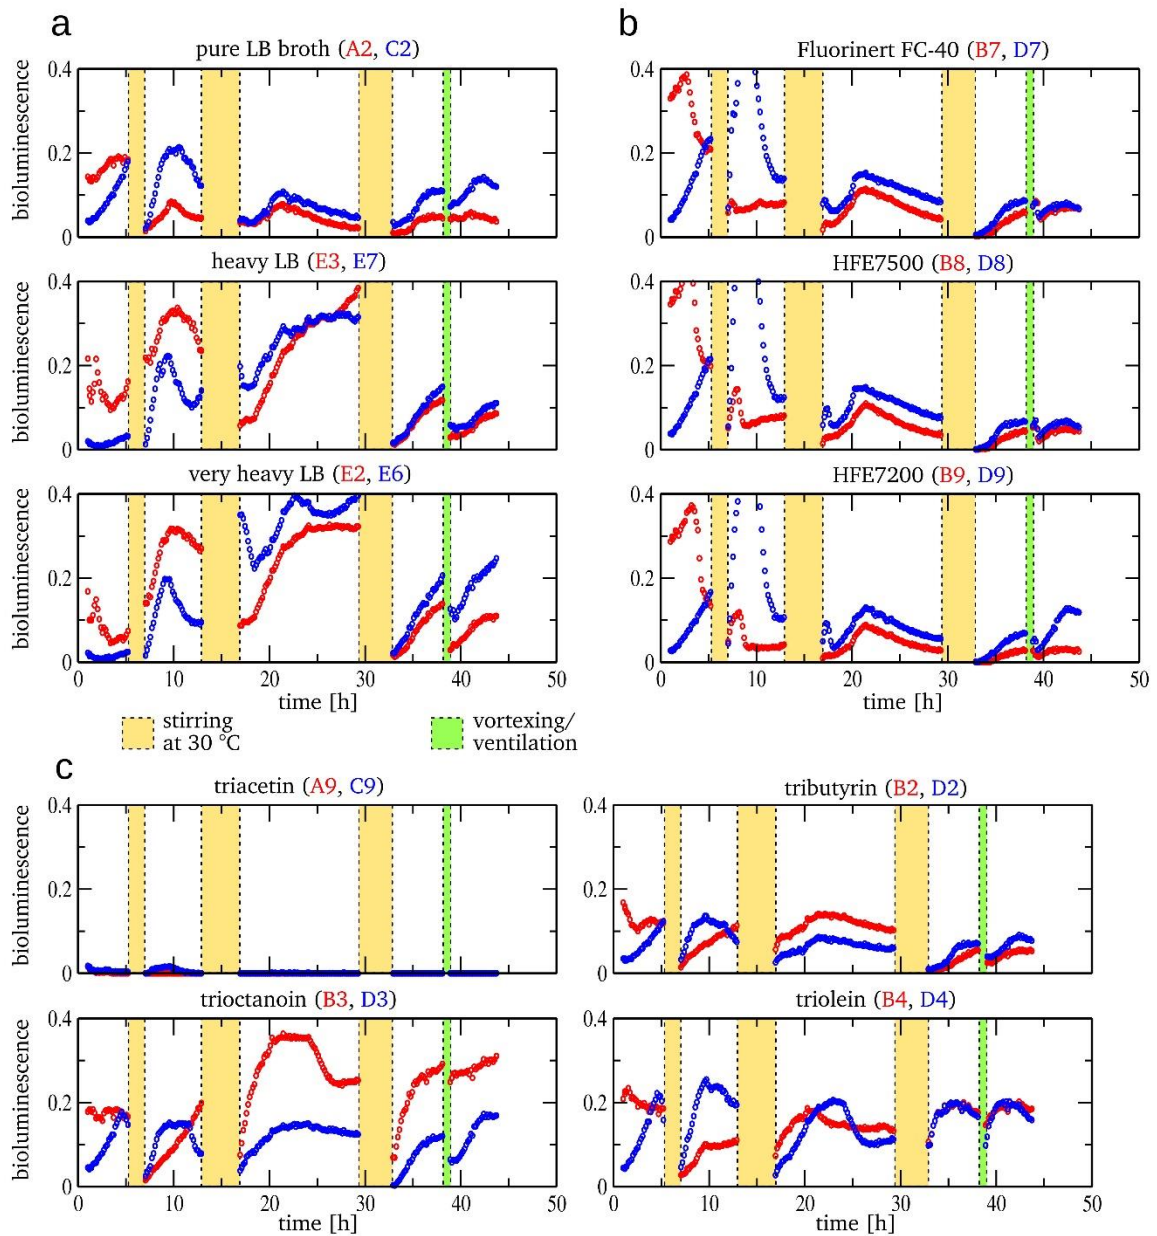 a
pure LB broth (A2, C2)
bioluminescence
0.4
0.2
0
heavy LB (E3, E7)
bioluminescence
0.4
0.2
0
very heavy LB (E2, E6)
bioluminescence
0.4
0.2
0
0 10 20 30 40 50
time [h]
b
Fluorinert FC-40 (B7, D7)
0.4
0.2
0
HFE7500 (B8, D8)
0.4
0.2
0
HFE7200 (B9, D9)
0.4
0.2
0
0 10 20 30 40 50
time [h]
stirring
at 30 °C
vortexing/
ventilation
c
triacetin (A9, C9)
bioluminescence
0.4
0.2
0
tributyrin (B2, D2)
0.4
0.2
0
trioctanoin (B3, D3)
bioluminescence
0.4
0.2
0
0 10 20 30 40 50
time [h]
triolein (B4, D4)
0.4
0.2
0
0 10 20 30 40 50
time [h]